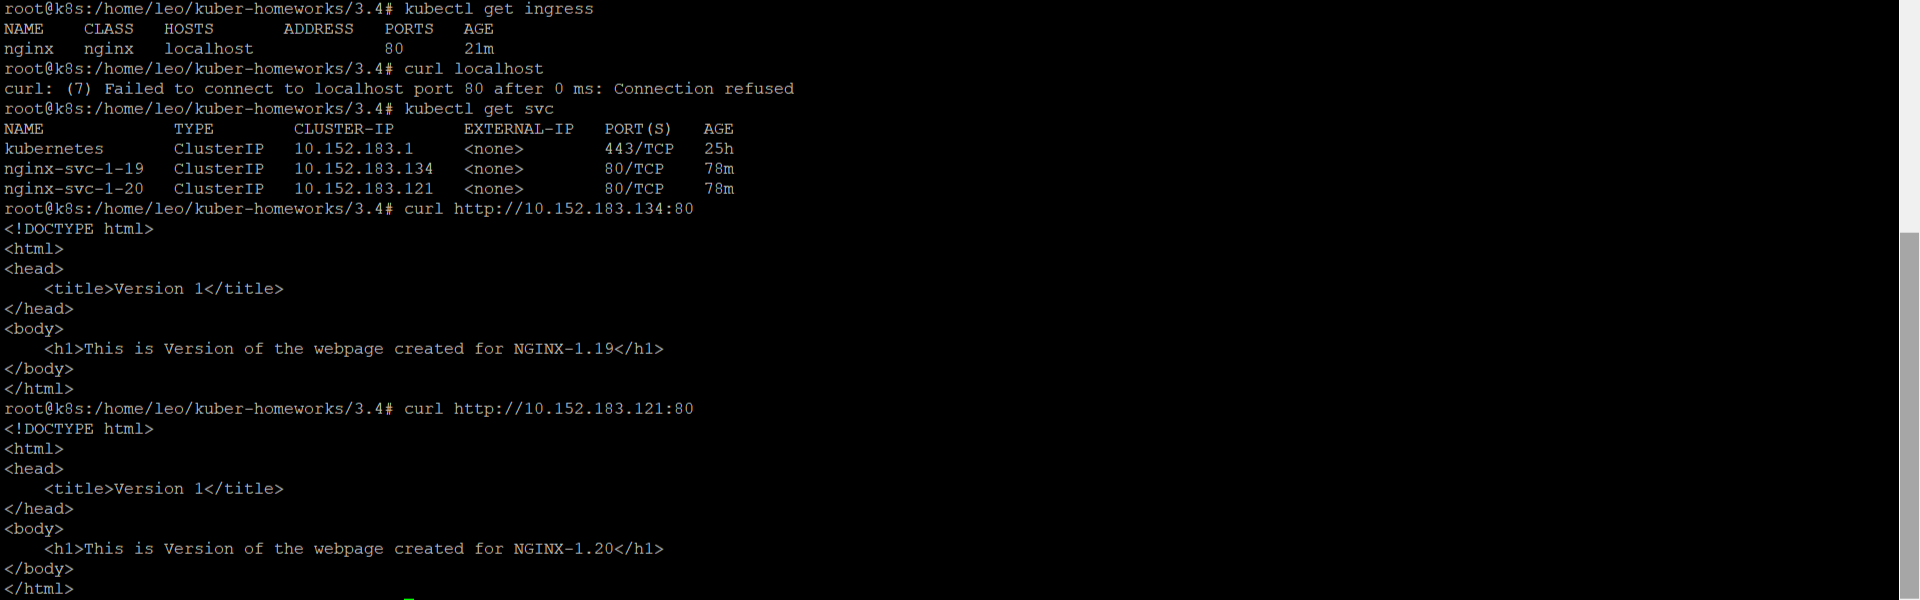 root@k8s:/home/leo/kuber-homeworks/3.4# kubectl get ingress
NAME    CLASS   HOSTS       ADDRESS   PORTS   AGE
nginx   nginx   localhost             80      21m
root@k8s:/home/leo/kuber-homeworks/3.4# curl localhost
curl: (7) Failed to connect to localhost port 80 after 0 ms: Connection refused
root@k8s:/home/leo/kuber-homeworks/3.4# kubectl get svc
NAME             TYPE        CLUSTER-IP       EXTERNAL-IP   PORT(S)   AGE
kubernetes       ClusterIP   10.152.183.1     <none>        443/TCP   25h
nginx-svc-1-19   ClusterIP   10.152.183.134   <none>        80/TCP    78m
nginx-svc-1-20   ClusterIP   10.152.183.121   <none>        80/TCP    78m
root@k8s:/home/leo/kuber-homeworks/3.4# curl http://10.152.183.134:80
<!DOCTYPE html>
<html>
<head>
    <title>Version 1</title>
</head>
<body>
    <h1>This is Version of the webpage created for NGINX-1.19</h1>
</body>
</html>
root@k8s:/home/leo/kuber-homeworks/3.4# curl http://10.152.183.121:80
<!DOCTYPE html>
<html>
<head>
    <title>Version 1</title>
</head>
<body>
    <h1>This is Version of the webpage created for NGINX-1.20</h1>
</body>
</html>